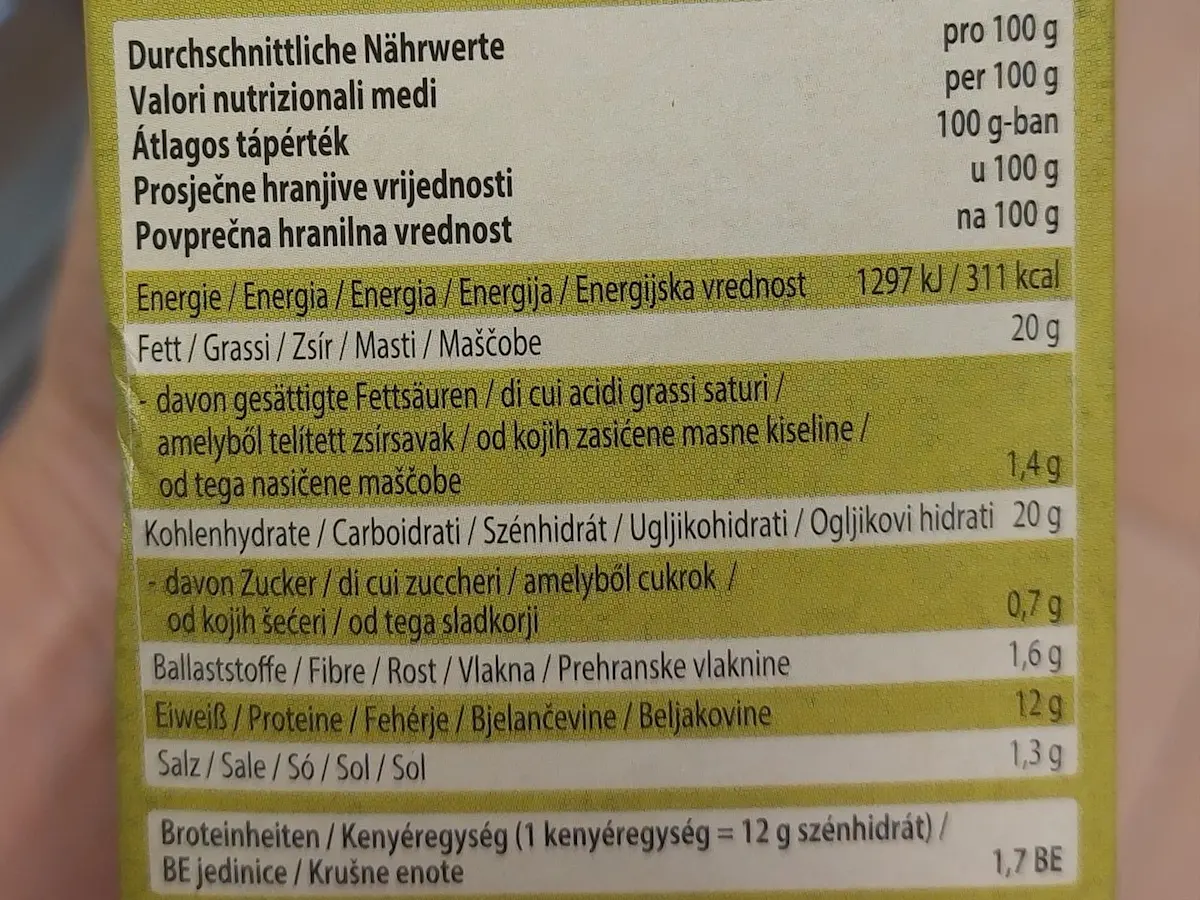 Durchschnittliche Nährwerte pro 100 g
Valori nutrizionali medi per 100 g
Átlagos tápérték 100 g-ban
Prosječne hranjive vrijednosti u 100 g
Povprečna hranilna vrednost na 100 g
Energie / Energia / Energia / Energija / Energijska vrednost 1297 kJ / 311 kcal
Fett / Grassi / Zsír / Masti / Maščobe 20 g
- davon gesättigte Fettsäuren / di cui acidi grassi saturi /
amelyből telített zsírsavak / od kojih zasićene masne kiseline /
od tega nasičene maščobe 1,4 g
Kohlenhydrate / Carboidrati / Szénhidrát / Ugljikohidrati / Ogljikovi hidrati 20 g
- davon Zucker / di cui zuccheri / amelyből cukrok /
od kojih šećeri / od tega sladkorji 0,7 g
Ballaststoffe / Fibre / Rost / Vlakna / Prehranske vlaknine 1,6 g
Eiweiß / Proteine / Fehérje / Bjelančevine / Beljakovine 12 g
Salz / Sale / Só / Sol / Sol 1,3 g
Broteinheiten / Kenyéregység (1 kenyéregység = 12 g szénhidrát) /
BE jedinice / Krušne enote 1,7 BE